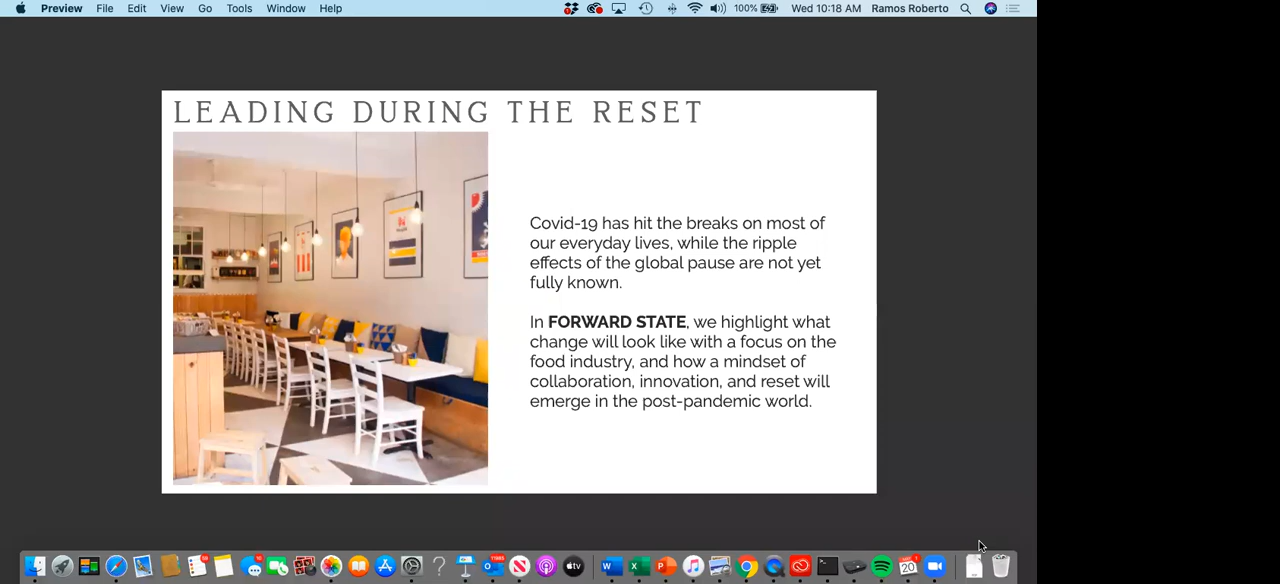 Preview File Edit View Go Tools Window Help 100% Wed 10:18 AM Ramos Roberto
LEADING DURING THE RESET
Covid-19 has hit the breaks on most of
our everyday lives, while the ripple
effects of the global pause are not yet
fully known.
In FORWARD STATE, we highlight what
change will look like with a focus on the
food industry, and how a mindset of
collaboration, innovation, and reset will
emerge in the post-pandemic world.